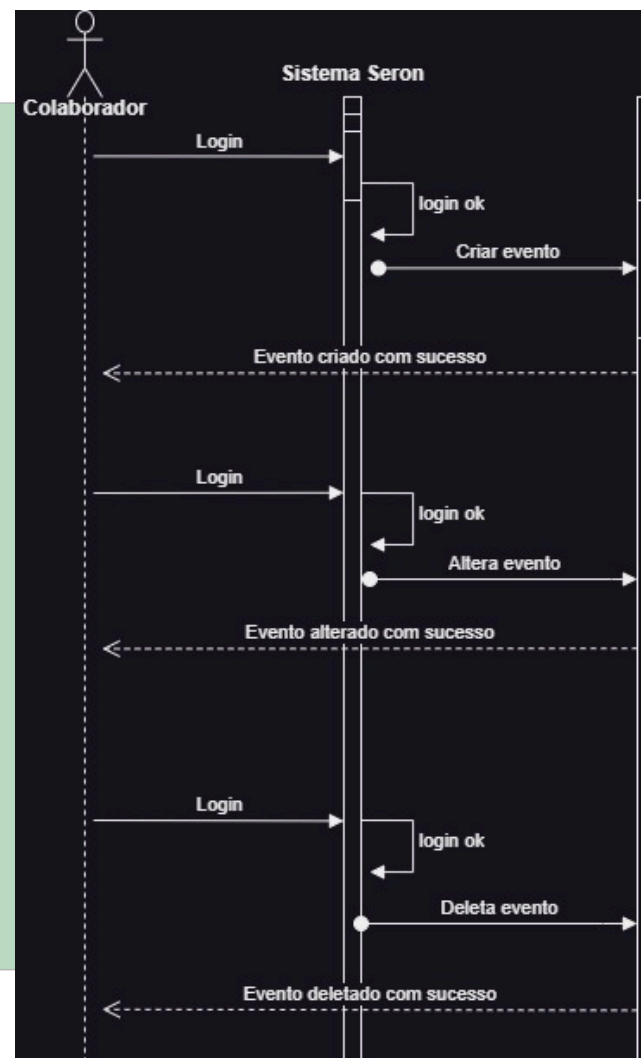 Sistema Seron
Colaborador
Login
login ok
Criar evento
Evento criado com sucesso
Login
login ok
Altera evento
Evento alterado com sucesso
Login
login ok
Deleta evento
Evento deletado com sucesso